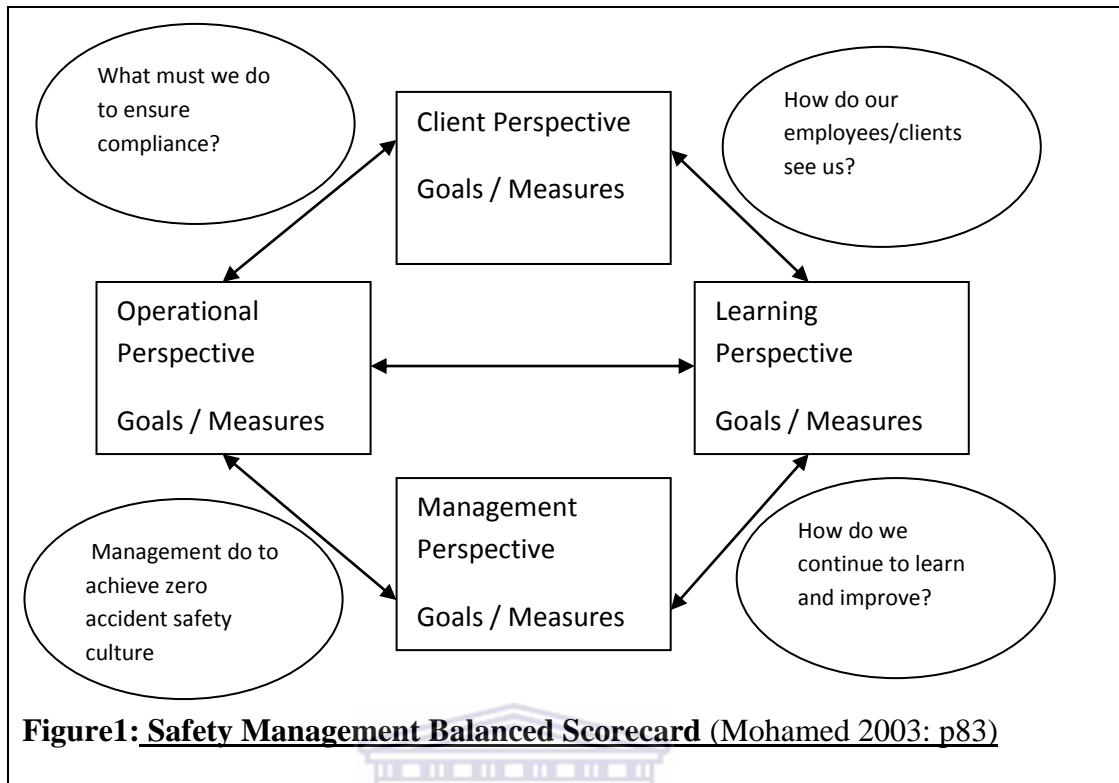 What must we do
to ensure
compliance?
Client Perspective
Goals / Measures
How do our
employees/clients
see us?
Operational
Perspective
Goals / Measures
Learning
Perspective
Goals / Measures
Management do to
achieve zero
accident safety
culture
Management
Perspective
Goals / Measures
How do we
continue to learn
and improve?
Figure1: Safety Management Balanced Scorecard (Mohamed 2003: p83)